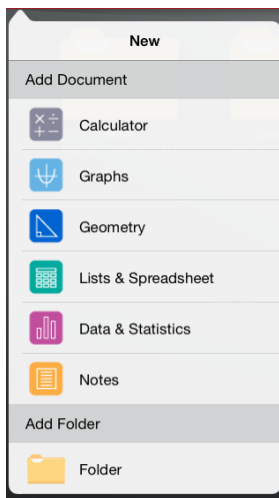 New
Add Document
Calculator
Graphs
Geometry
Lists & Spreadsheet
Data & Statistics
Notes
Add Folder
Folder